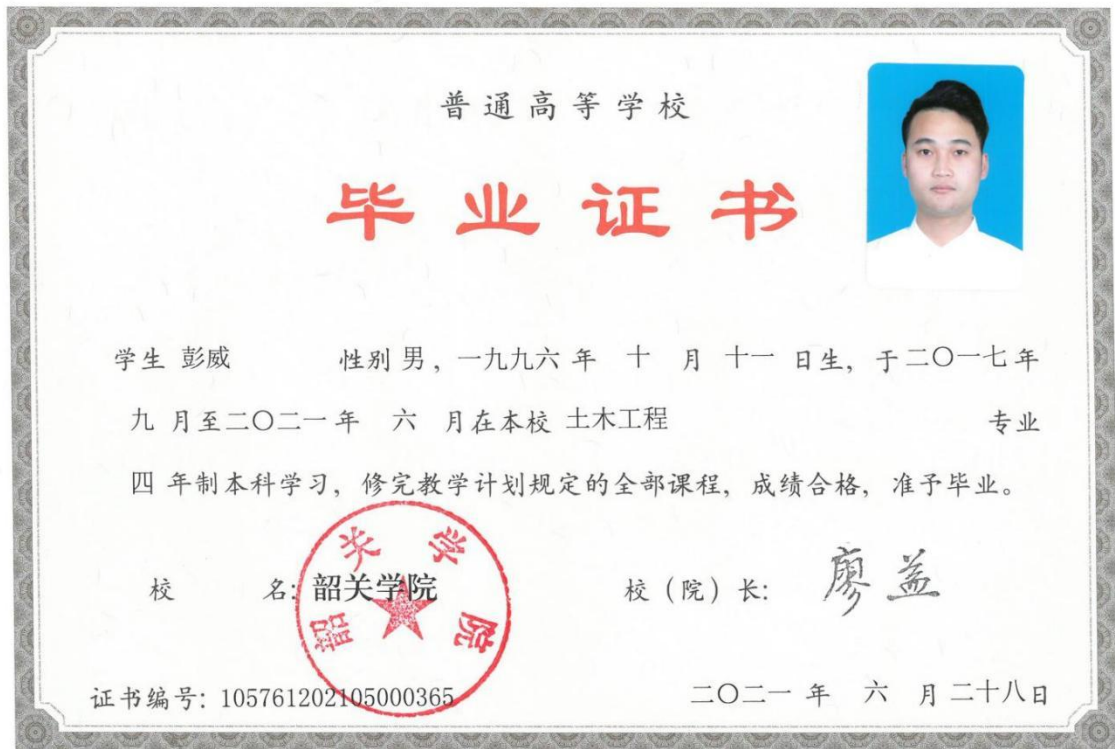 普通高等学校
毕业证书
学生 彭威 性别 男，一九九六 年 十 月 十一 日生，于二〇一七年
九 月至二〇二一年 六 月在本校 土木工程 专业
四 年制本科学习，修完教学计划规定的全部课程，成绩合格，准予毕业。
韶关学院
校 名：韶关学院 校（院）长：廖益
证书编号：105761202105000365 二〇二一 年 六 月 二十八日